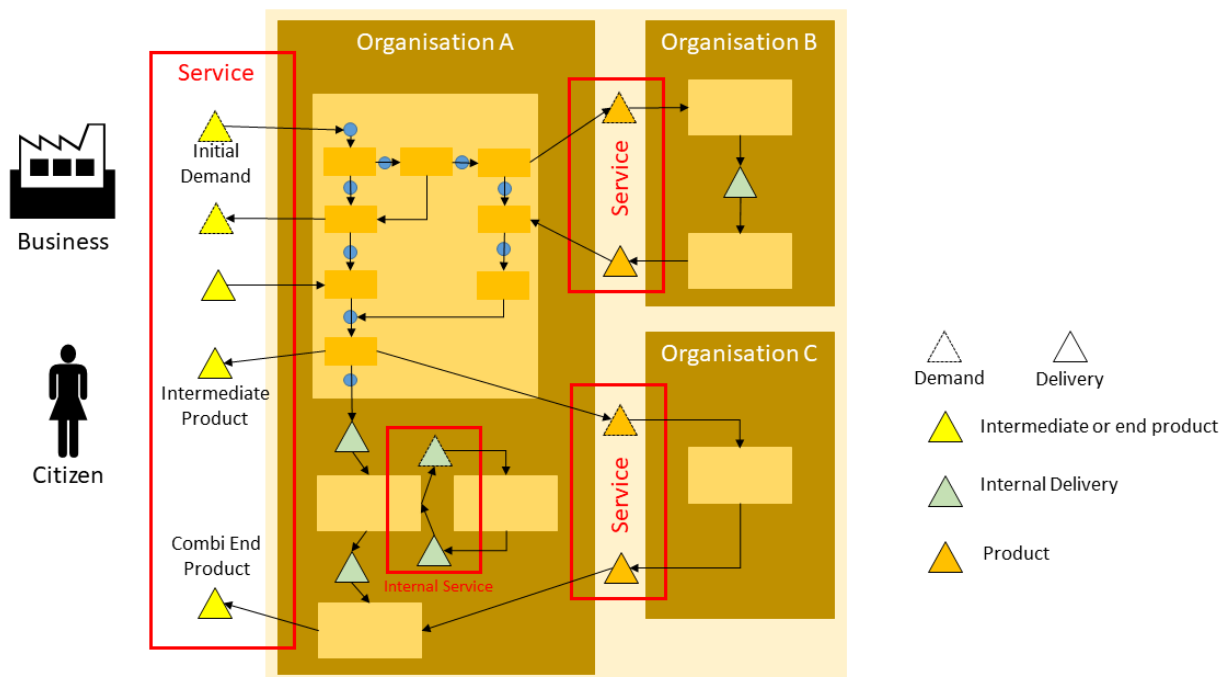 Organisation A
Organisation B
Service
Initial
Demand
Service
Business
Organisation C
Demand
Delivery
Intermediate
Product
Intermediate or end product
Citizen
Service
Internal Delivery
Combi End
Product
Internal Service
Product